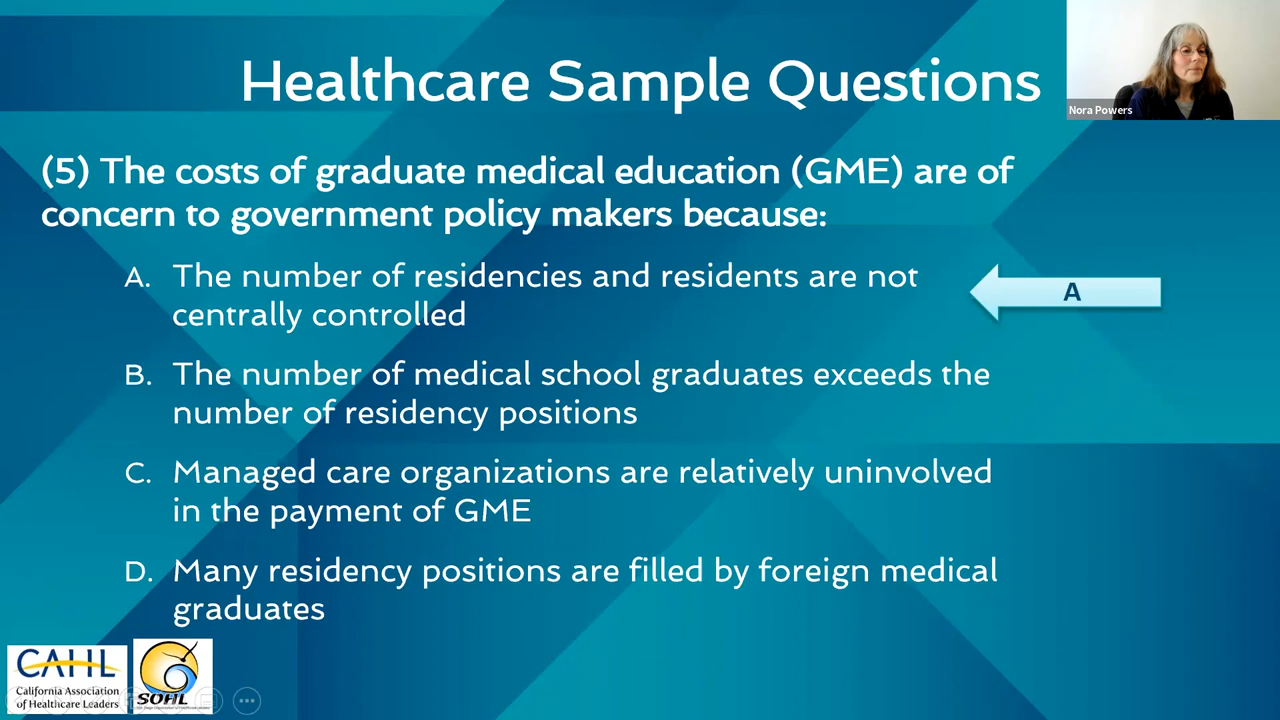 Healthcare Sample Questions
Nora Powers
(5) The costs of graduate medical education (GME) are of
concern to government policy makers because:
A. The number of residencies and residents are not
centrally controlled
A
B. The number of medical school graduates exceeds the
number of residency positions
C. Managed care organizations are relatively uninvolved
in the payment of GME
D. Many residency positions are filled by foreign medical
graduates
CAHL
California Association
of Healthcare Leaders
SOHL